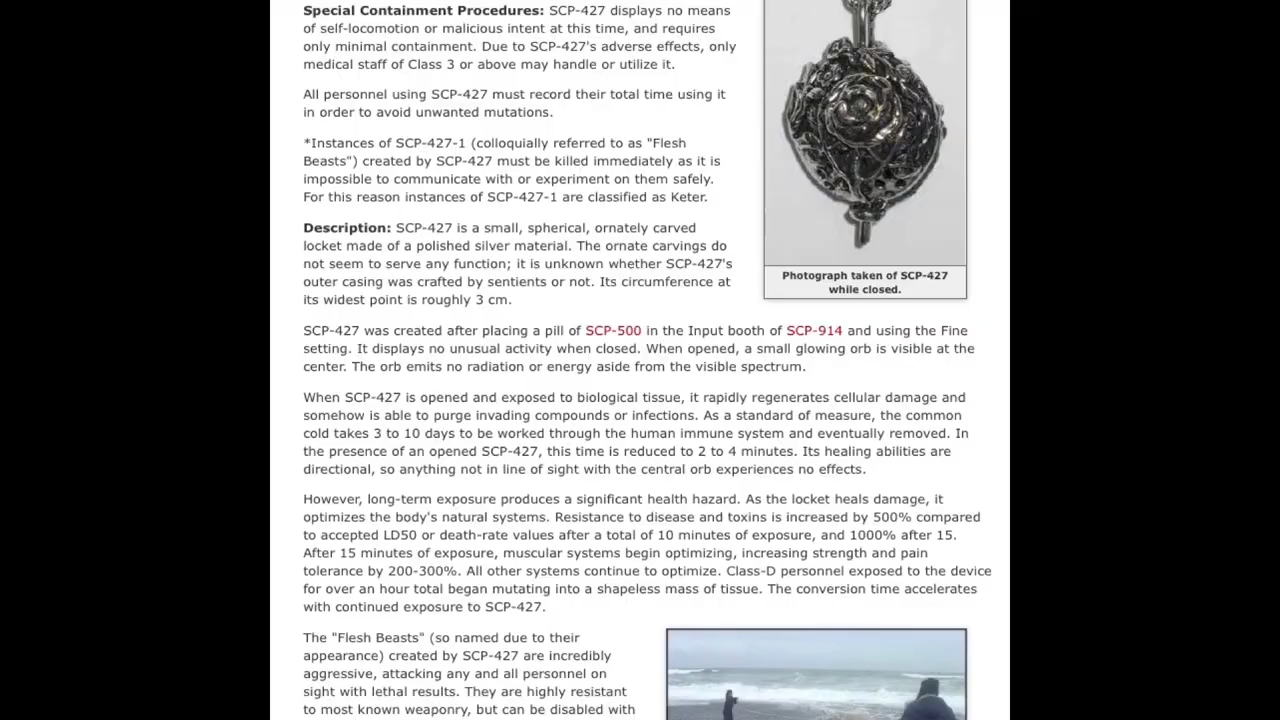 Special Containment Procedures: SCP-427 displays no means
of self-locomotion or malicious intent at this time, and requires
only minimal containment. Due to SCP-427's adverse effects, only
medical staff of Class 3 or above may handle or utilize it.
All personnel using SCP-427 must record their total time using it
in order to avoid unwanted mutations.
*Instances of SCP-427-1 (colloquially referred to as "Flesh
Beasts") created by SCP-427 must be killed immediately as it is
impossible to communicate with or experiment on them safely.
For this reason instances of SCP-427-1 are classified as Keter.
Description: SCP-427 is a small, spherical, ornately carved
locket made of a polished silver material. The ornate carvings do
not seem to serve any function; it is unknown whether SCP-427's
outer casing was crafted by sentients or not. Its circumference at
its widest point is roughly 3 cm.
Photograph taken of SCP-427
while closed.
SCP-427 was created after placing a pill of SCP-500 in the Input booth of SCP-914 and using the Fine
setting. It displays no unusual activity when closed. When opened, a small glowing orb is visible at the
center. The orb emits no radiation or energy aside from the visible spectrum.
When SCP-427 is opened and exposed to biological tissue, it rapidly regenerates cellular damage and
somehow is able to purge invading compounds or infections. As a standard of measure, the common
cold takes 3 to 10 days to be worked through the human immune system and eventually removed. In
the presence of an opened SCP-427, this time is reduced to 2 to 4 minutes. Its healing abilities are
directional, so anything not in line of sight with the central orb experiences no effects.
However, long-term exposure produces a significant health hazard. As the locket heals damage, it
optimizes the body's natural systems. Resistance to disease and toxins is increased by 500% compared
to accepted LD50 or death-rate values after a total of 10 minutes of exposure, and 1000% after 15.
After 15 minutes of exposure, muscular systems begin optimizing, increasing strength and pain
tolerance by 200-300%. All other systems continue to optimize. Class-D personnel exposed to the device
for over an hour total began mutating into a shapeless mass of tissue. The conversion time accelerates
with continued exposure to SCP-427.
The "Flesh Beasts" (so named due to their
appearance) created by SCP-427 are incredibly
aggressive, attacking any and all personnel on
sight with lethal results. They are highly resistant
to most known weaponry, but can be disabled with